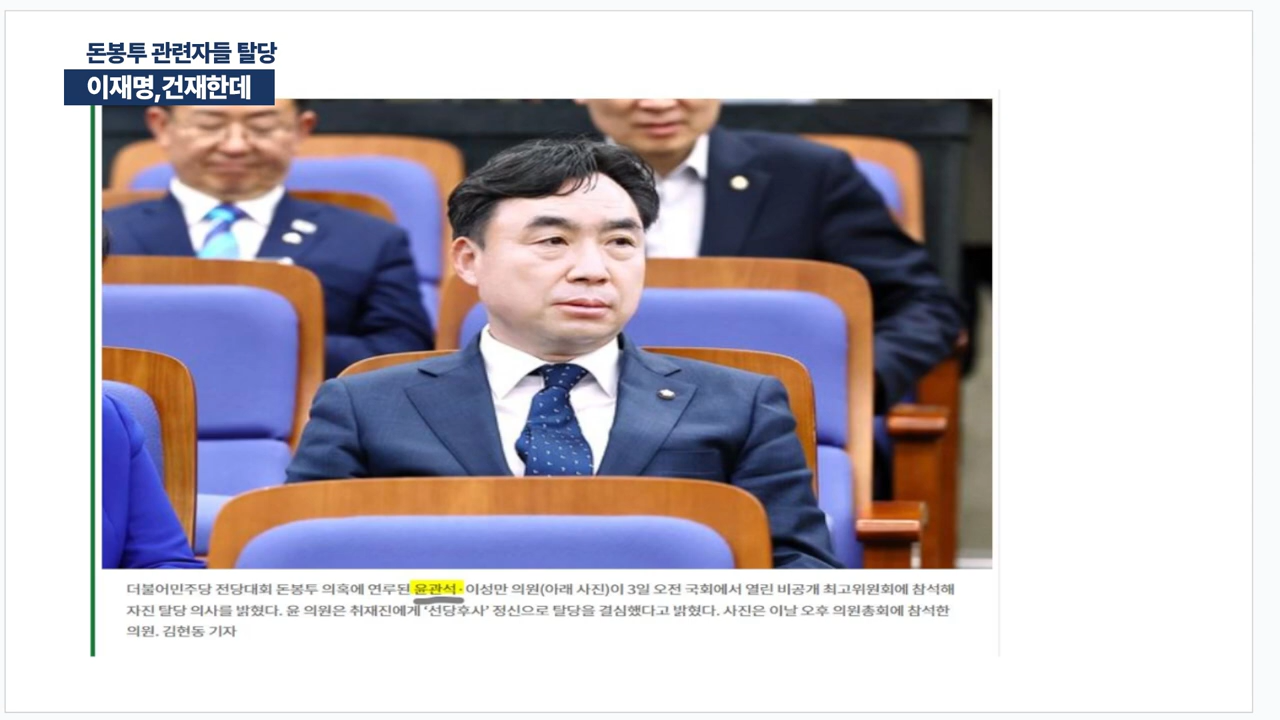 돈봉투 관련자들 탈당
이재명,건재한데
더불어민주당 전당대회 돈봉투 의혹에 연루된 윤관석·이성만 의원(아래 사진)이 3일 오전 국회에서 열린 비공개 최고위원회에 참석해
자진 탈당 의사를 밝혔다. 윤 의원은 취재진에게 '선당후사' 정신으로 탈당을 결심했다고 밝혔다. 사진은 이날 오후 의원총회에 참석한
의원. 김현동 기자